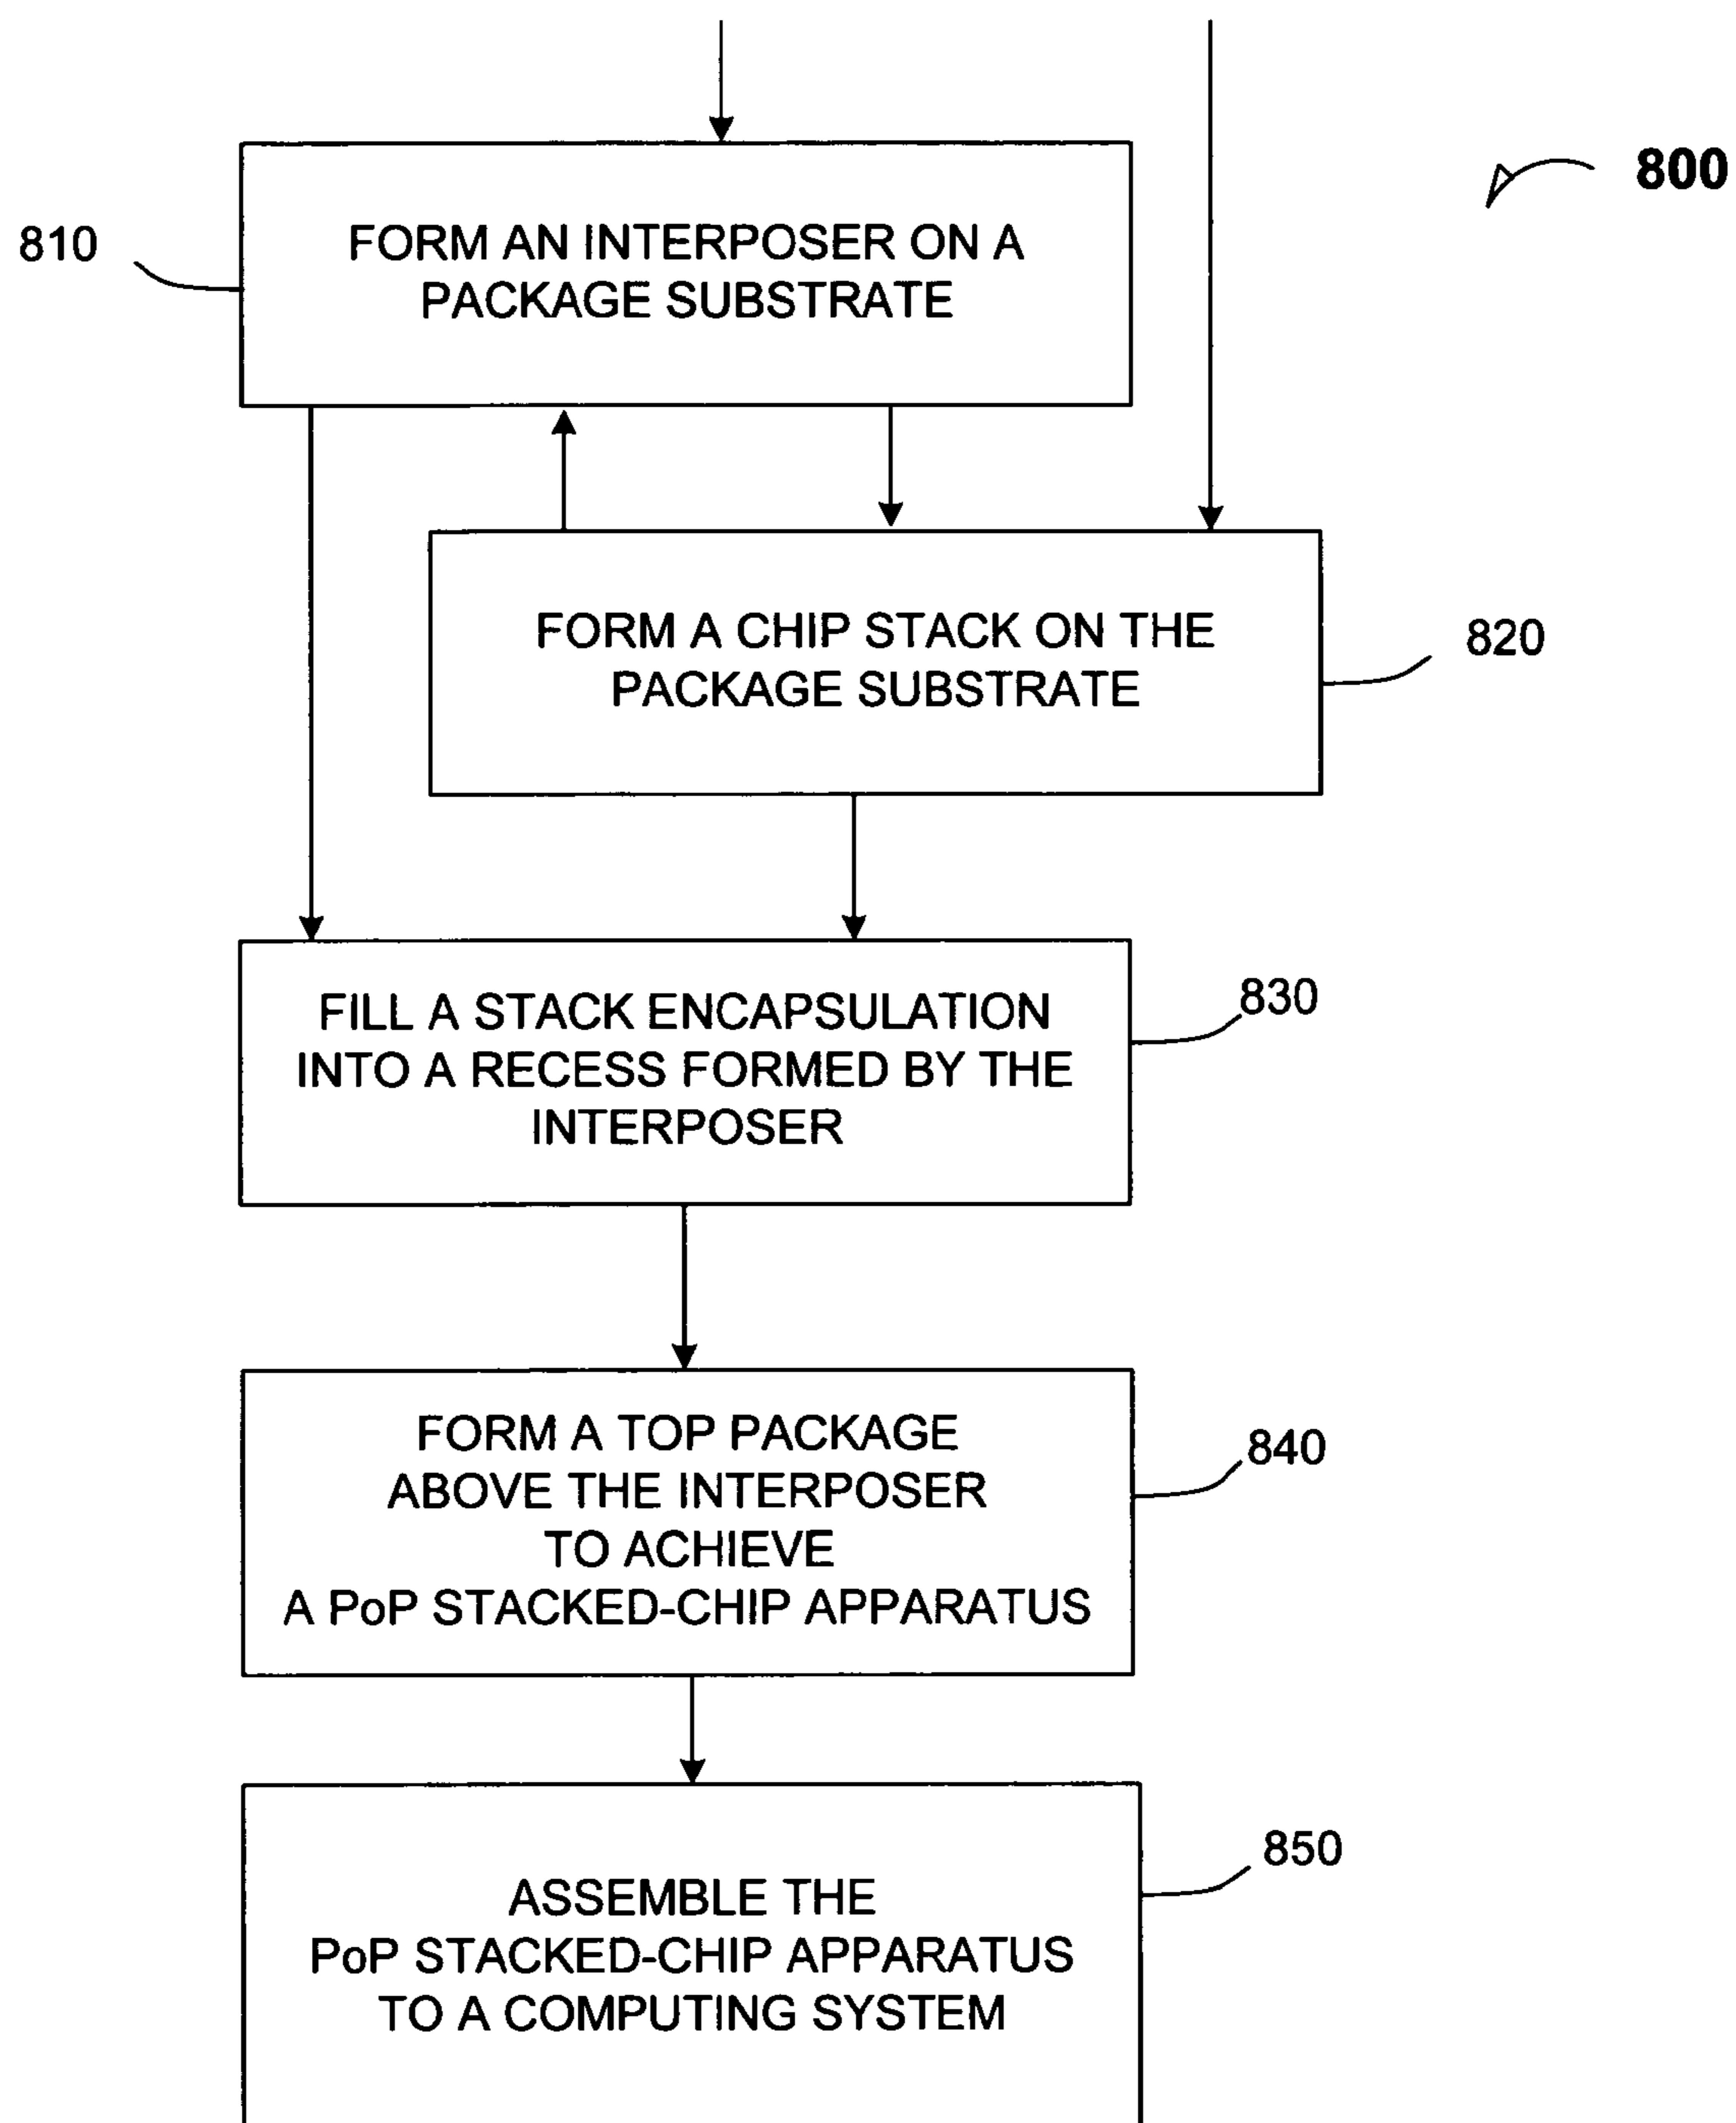 800
810
FORM AN INTERPOSER ON A
PACKAGE SUBSTRATE
FORM A CHIP STACK ON THE
PACKAGE SUBSTRATE
820
FILL A STACK ENCAPSULATION
INTO A RECESS FORMED BY THE
INTERPOSER
830
FORM A TOP PACKAGE
ABOVE THE INTERPOSER
TO ACHIEVE
A PoP STACKED-CHIP APPARATUS
840
ASSEMBLE THE
PoP STACKED-CHIP APPARATUS
TO A COMPUTING SYSTEM
850